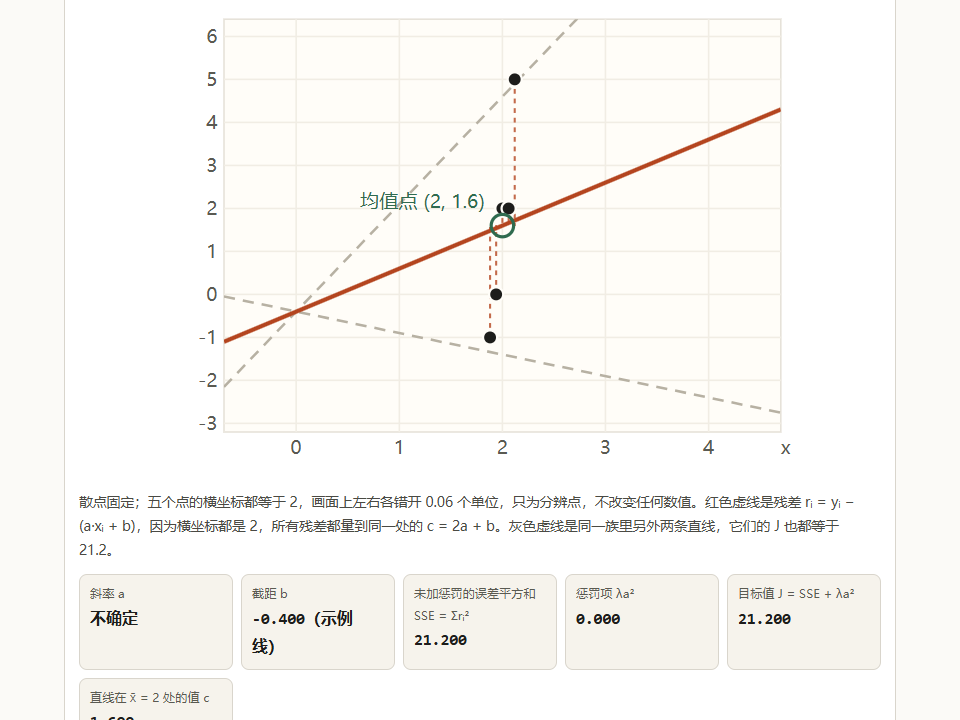 6
5
4
3
均值点 (2, 1.6)
2
1
0
-1
-2
-3
0 1 2 3 4 x
散点固定；五个点的横坐标都等于 2，画面上左右各错开 0.06 个单位，只为分辨点，不改变任何数值。红色虚线是残差 rᵢ = yᵢ −
(a·xᵢ + b)，因为横坐标都是 2，所有残差都量到同一处的 c = 2a + b。灰色虚线是同一族里另外两条直线，它们的 J 也都等于
21.2。
斜率 a
不确定
截距 b
-0.400 (示例
线)
未加惩罚的误差平方和
SSE = Σrᵢ²
21.200
惩罚项 λa²
0.000
目标值 J = SSE + λa²
21.200
直线在 x̄ = 2 处的值 c
1.600